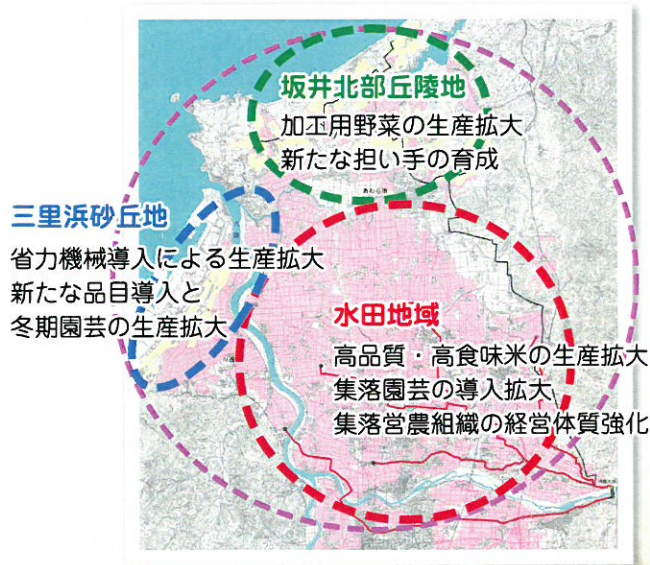 坂井北部丘陵地
加工用野菜の生産拡大
新たな担い手の育成
三里浜砂丘地
省力機械導入による生産拡大
新たな品目導入と
冬期園芸の生産拡大
水田地域
高品質・高食味米の生産拡大
集落園芸の導入拡大
集落営農組織の経営体質強化